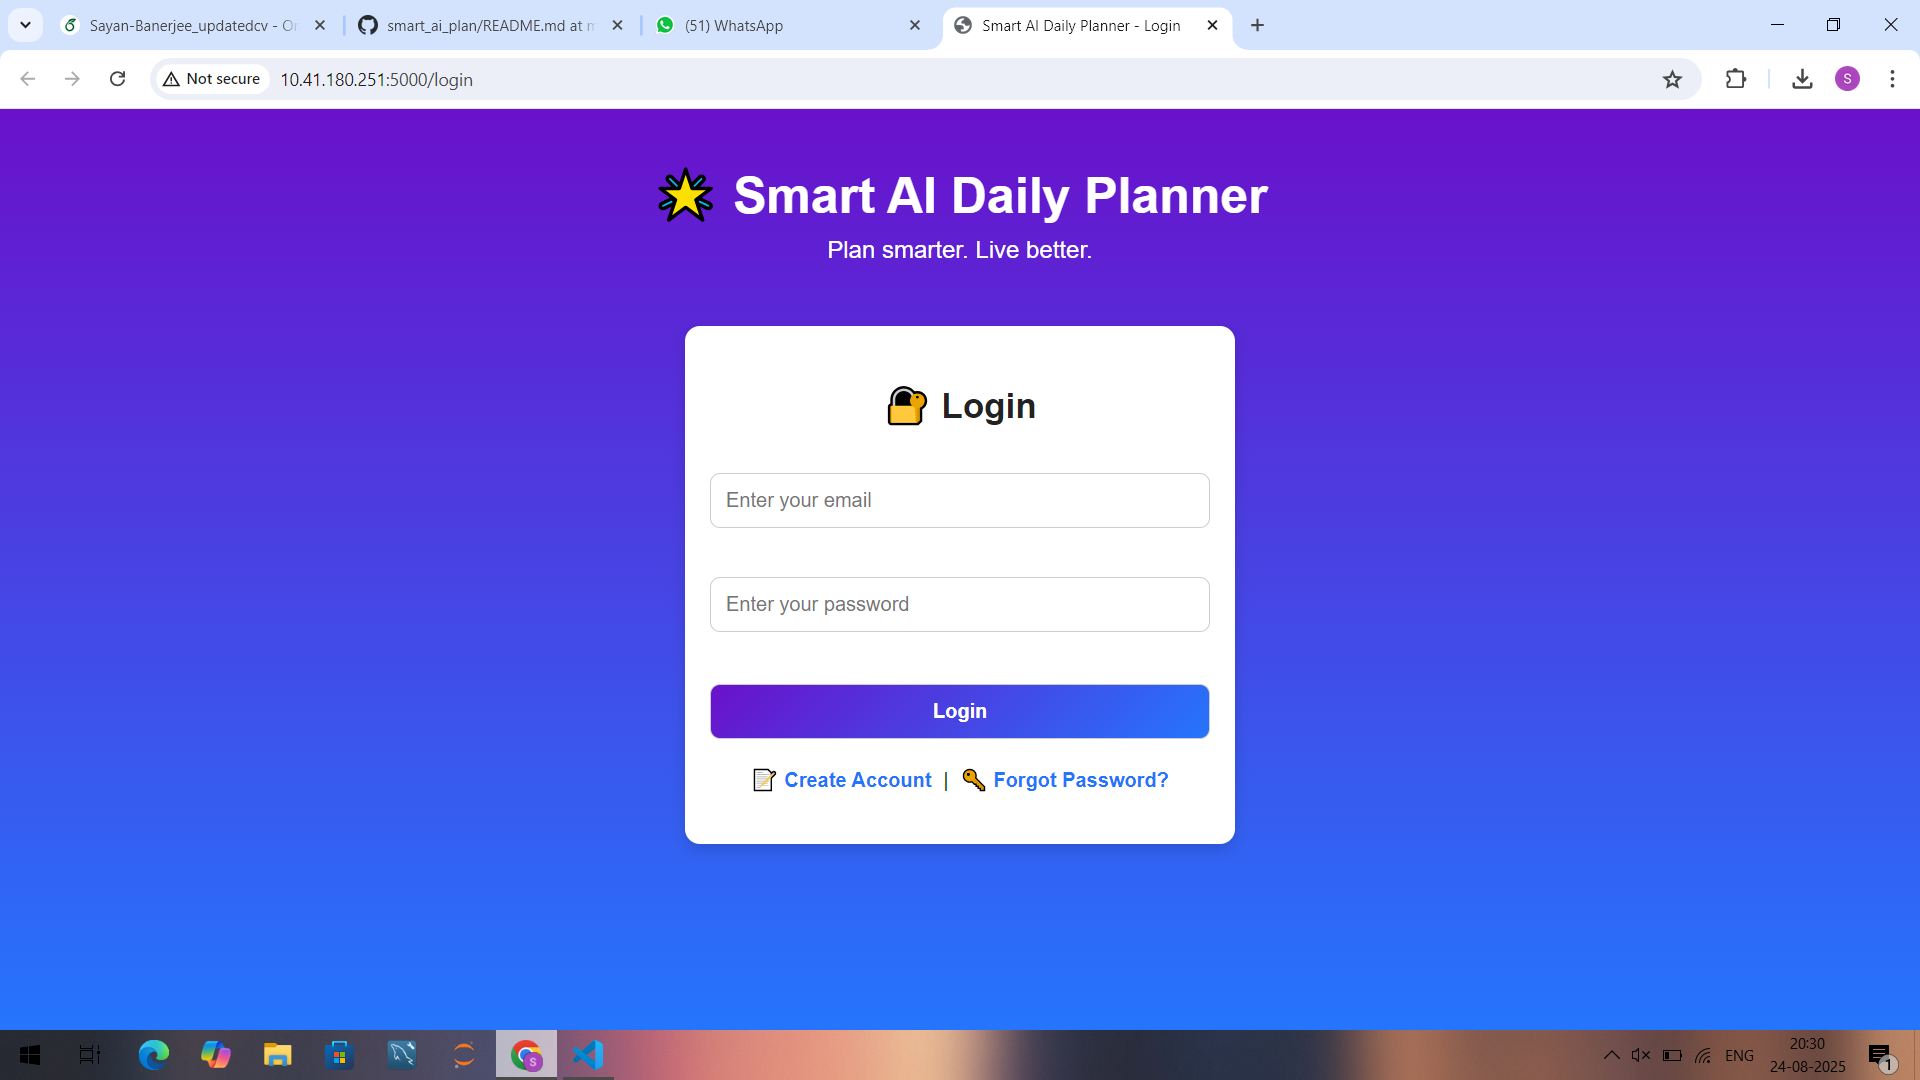 Sayan-Banerjee_updatedcv - On
smart_ai_plan/README.md at m
(51) WhatsApp
Smart AI Daily Planner - Login
Not secure
10.41.180.251:5000/login
S
Smart AI Daily Planner
Plan smarter. Live better.
Login
Enter your email
Enter your password
Login
Create Account | Forgot Password?
S
ENG
20:30
24-08-2025
1